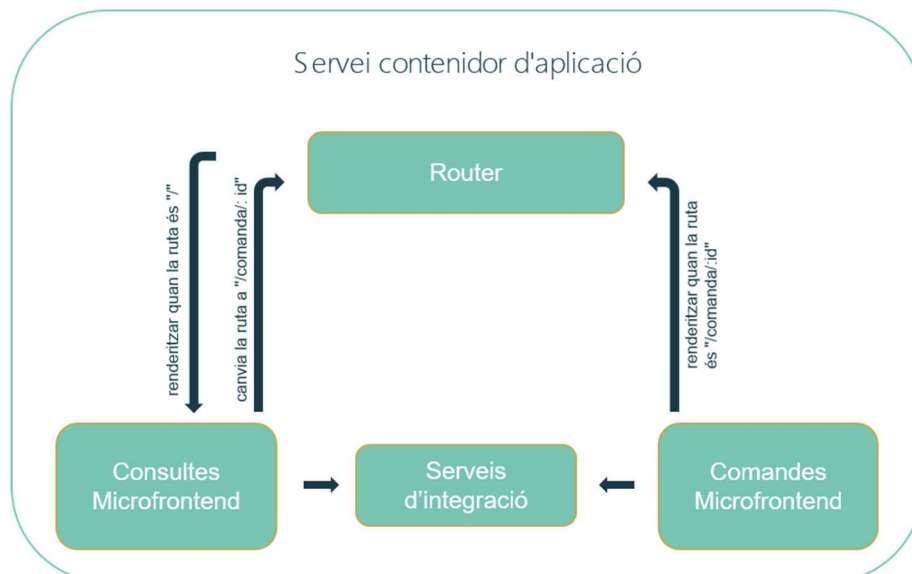 Servei contenidor d'aplicació
Router
renderitzar quan la ruta és "/"
canvia la ruta a "/comanda/: id"
renderitzar quan la ruta
és "/comanda/:id"
Consultes
Microfrontend
Serveis
d'integració
Comandes
Microfrontend